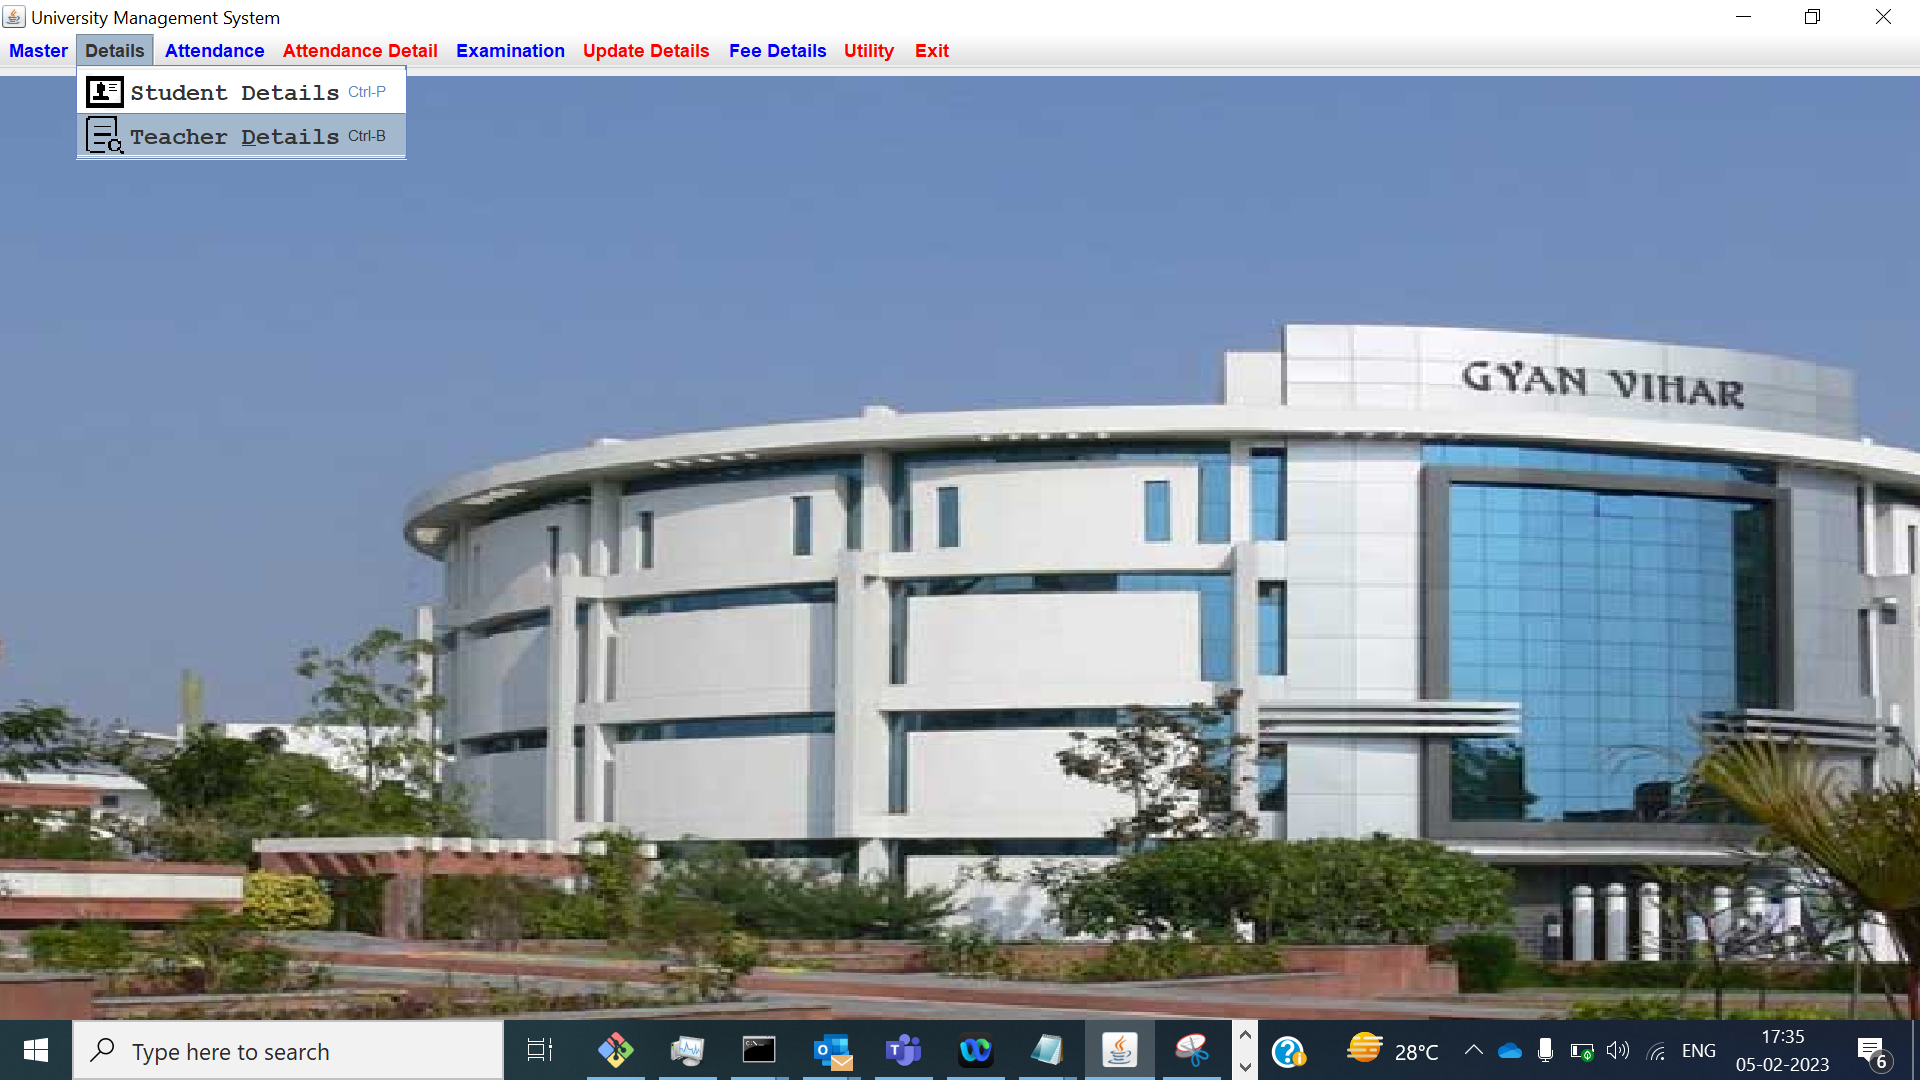 University Management System
Master Details Attendance Attendance Detail Examination Update Details Fee Details Utility Exit
Student Details Ctrl-P
Teacher Details Ctrl-B
GYAN VIHAR
Type here to search
28°C
ENG
17:35
05-02-2023
6